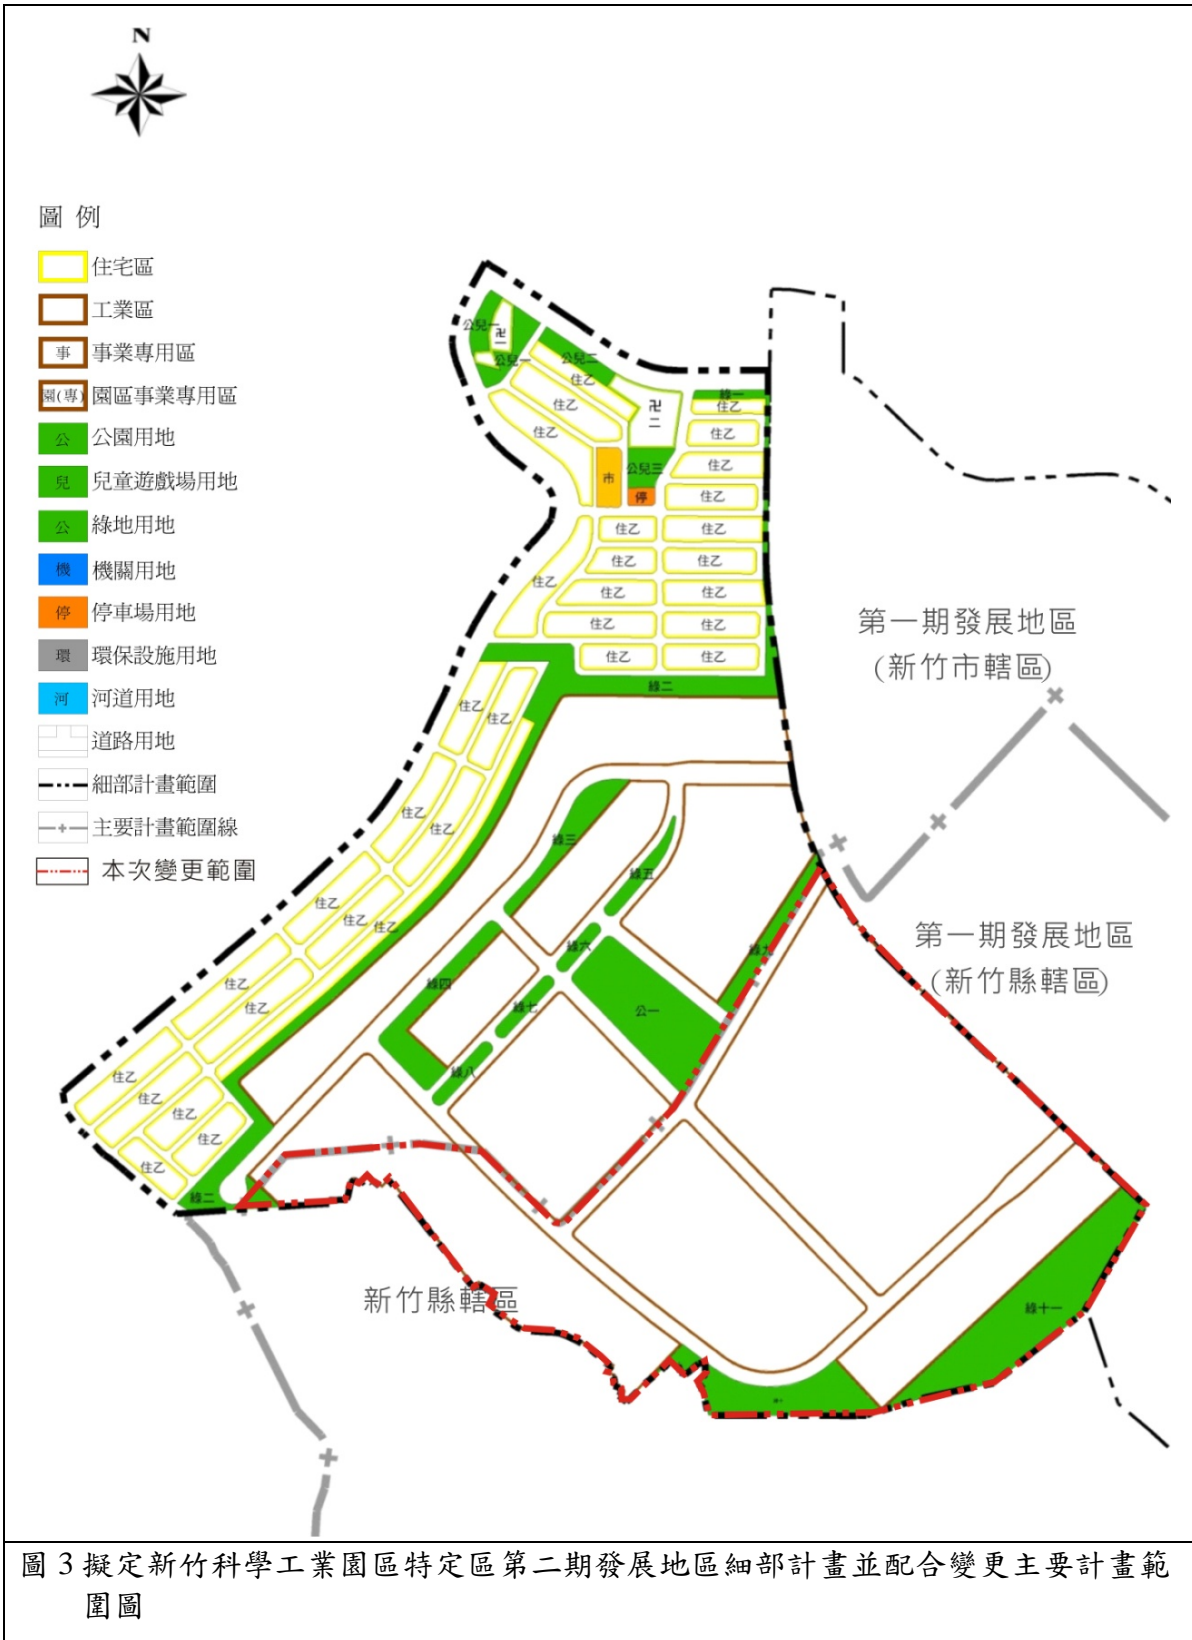 N
圖 例
住宅區
工業區
事 事業專用區
園(專) 園區事業專用區
公 公園用地
兒 兒童遊戲場用地
公 綠地用地
機 機關用地
停 停車場用地
環 環保設施用地
河 河道用地
道路用地
細部計畫範圍
主要計畫範圍線
本次變更範圍
公兒一
卍一
公兒一
公兒二
住乙
住乙
住乙
卍二
綠一
住乙
住乙
住乙
住乙
市
公兒三
停
住乙
住乙
住乙
住乙
住乙
住乙
住乙
住乙
住乙
住乙
住乙
綠二
第一期發展地區
(新竹市轄區)
住乙
住乙
住乙
住乙
住乙
住乙
住乙
住乙
住乙
住乙
住乙
住乙
住乙
住乙
綠二
綠三
綠五
綠六
綠四
綠七
綠八
公一
綠九
第一期發展地區
(新竹縣轄區)
新竹縣轄區
綠十一
圖 3 擬定新竹科學工業園區特定區第二期發展地區細部計畫並配合變更主要計畫範
圍圖